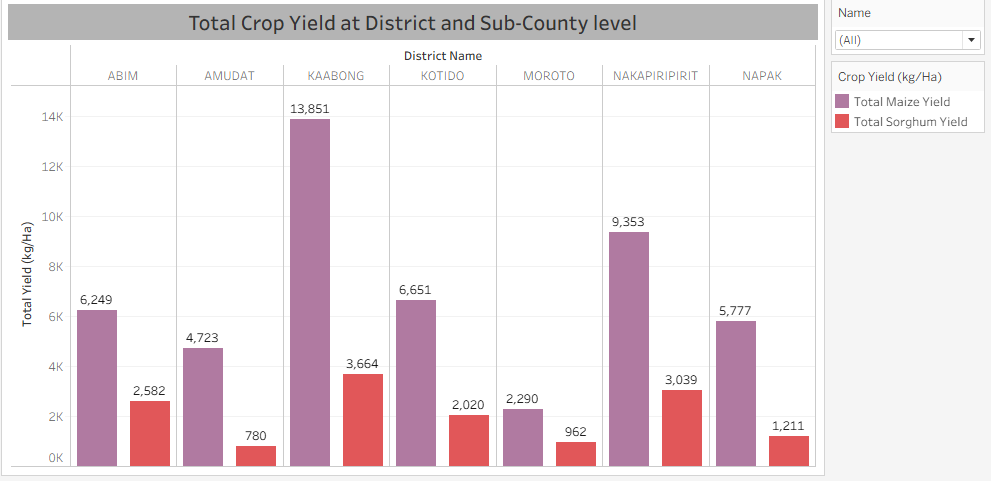 Total Crop Yield at District and Sub-County level
District Name
ABIM AMUDAT KAABONG KOTIDO MOROTO NAKAPIRIPIRIT NAPAK
Total Yield (kg/Ha)
14K
12K
10K
8K
6K
4K
2K
0K
6,249
2,582
4,723
780
13,851
3,664
6,651
2,020
2,290
962
9,353
3,039
5,777
1,211
Name
(All)
Crop Yield (kg/Ha)
Total Maize Yield
Total Sorghum Yield